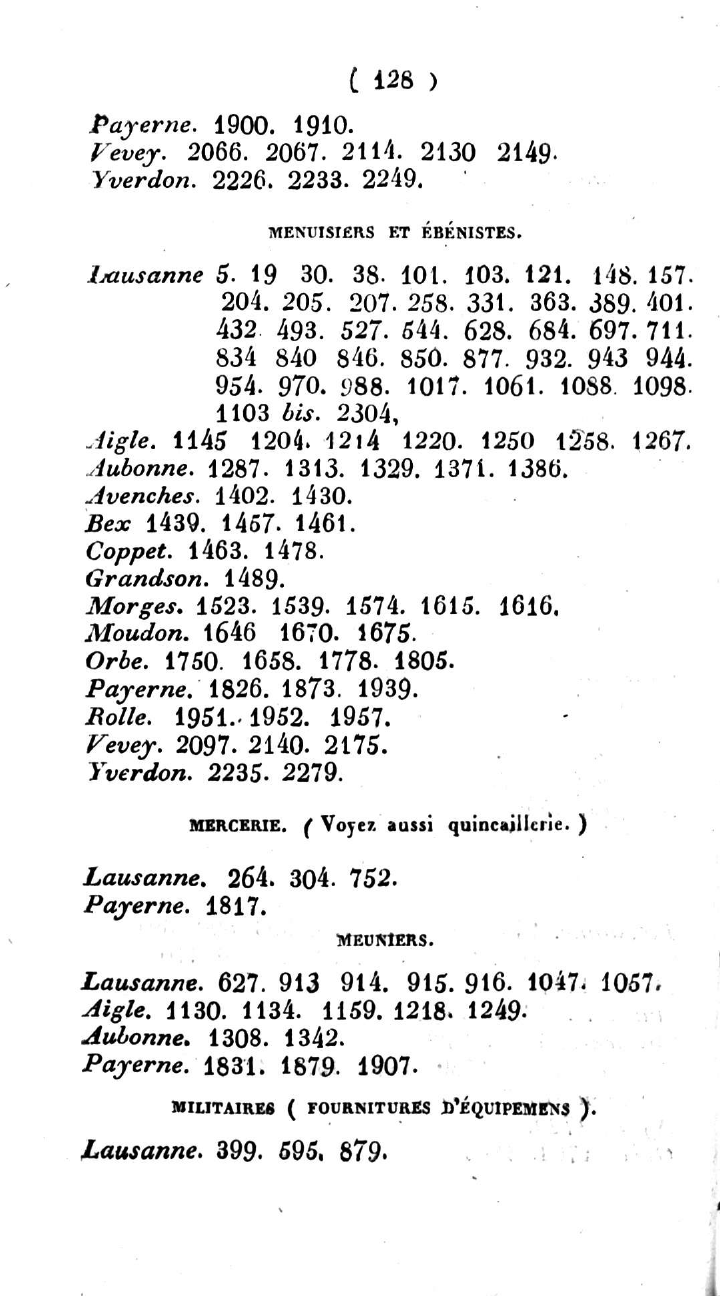 ( 128 )
Payerne. 1900. 1910.
Vevey. 2066. 2067. 2114. 2130 2149.
Yverdon. 2226. 2233. 2249.
MENUISIERS ET ÉBÉNISTES.
Lausanne 5. 19 30. 38. 101. 103. 121. 148. 157.
204. 205. 207. 258. 331. 363. 389. 401.
432. 493. 527. 544. 628. 684. 697. 711.
834 840 846. 850. 877. 932. 943 944.
954. 970. 988. 1017. 1061. 1088. 1098.
1103 bis. 2304,
Aigle. 1145 1204. 1214 1220. 1250 1258. 1267.
Aubonne. 1287. 1313. 1329. 1371. 1386.
Avenches. 1402. 1430.
Bex 1439. 1457. 1461.
Coppet. 1463. 1478.
Grandson. 1489.
Morges. 1523. 1539. 1574. 1615. 1616.
Moudon. 1646 1670. 1675.
Orbe. 1750. 1658. 1778. 1805.
Payerne. 1826. 1873. 1939.
Rolle. 1951. 1952. 1957.
Vevey. 2097. 2140. 2175.
Yverdon. 2235. 2279.
MERCERIE. ( Voyez aussi quincaillerie. )
Lausanne. 264. 304. 752.
Payerne. 1817.
MEUNIERS.
Lausanne. 627. 913 914. 915. 916. 1047. 1057.
Aigle. 1130. 1134. 1159. 1218. 1249.
Aubonne. 1308. 1342.
Payerne. 1831. 1879. 1907.
MILITAIRES ( FOURNITURES D'ÉQUIPEMENS ).
Lausanne. 399. 595. 879.